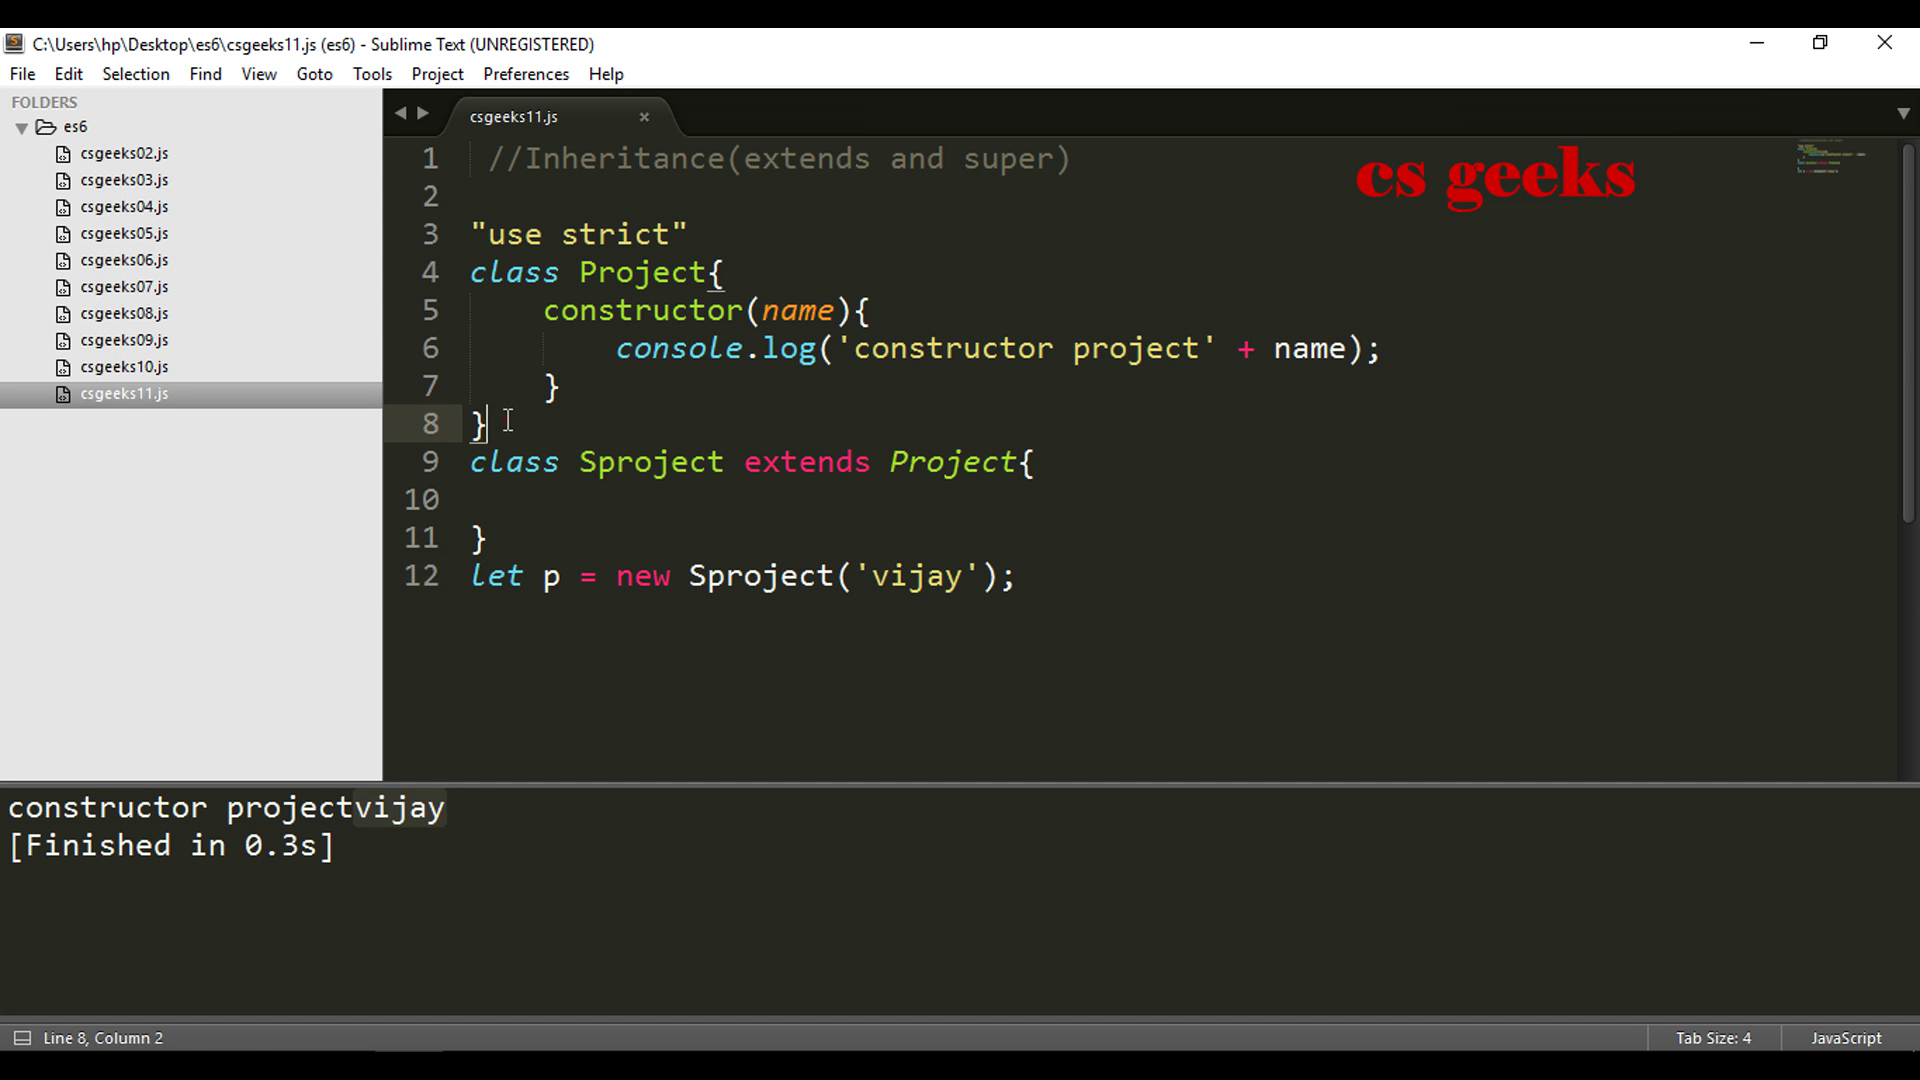 C:\Users\hp\Desktop\es6\csgeeks11.js (es6) - Sublime Text (UNREGISTERED)
File Edit Selection Find View Goto Tools Project Preferences Help
FOLDERS
es6
csgeeks02.js
csgeeks03.js
csgeeks04.js
csgeeks05.js
csgeeks06.js
csgeeks07.js
csgeeks08.js
csgeeks09.js
csgeeks10.js
csgeeks11.js
csgeeks11.js
cs geeks
1 //Inheritance(extends and super)
2
3 "use strict"
4 class Project{
5 constructor(name){
6 console.log('constructor project' + name);
7 }
8 }
9 class Sproject extends Project{
10
11 }
12 let p = new Sproject('vijay');
constructor projectvijay
[Finished in 0.3s]
Line 8, Column 2
Tab Size: 4
JavaScript